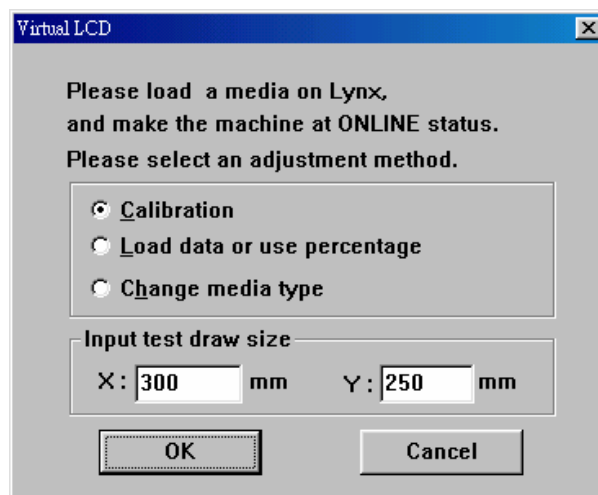 Virtual LCD
Please load a media on Lynx,
and make the machine at ONLINE status.
Please select an adjustment method.
Calibration
Load data or use percentage
Change media type
Input test draw size
X: 300 mm Y: 250 mm
OK Cancel